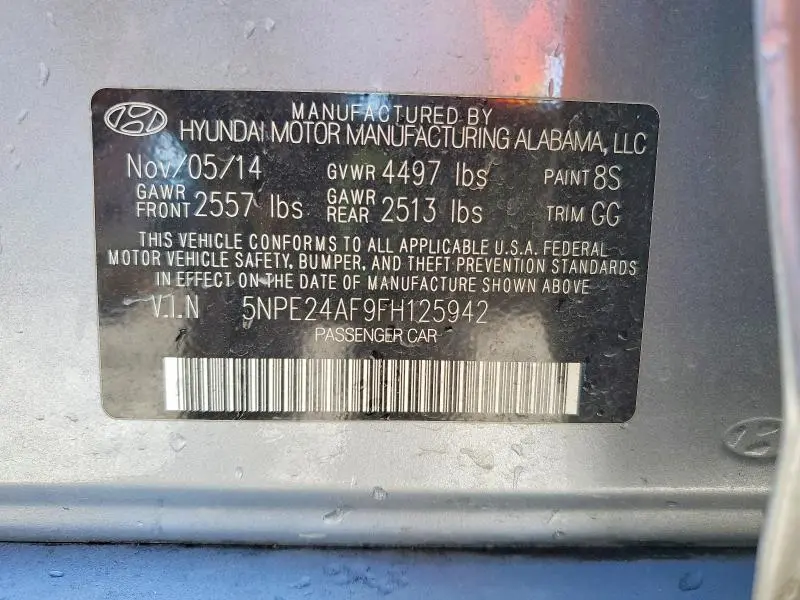 MANUFACTURED BY
HYUNDAI MOTOR MANUFACTURING ALABAMA, LLC
Nov/05/14 GVWR 4497 lbs PAINT 8S
GAWR FRONT 2557 lbs GAWR REAR 2513 lbs TRIM GG
THIS VEHICLE CONFORMS TO ALL APPLICABLE U.S.A. FEDERAL
MOTOR VEHICLE SAFETY, BUMPER, AND THEFT PREVENTION STANDARDS
IN EFFECT ON THE DATE OF MANUFACTURE SHOWN ABOVE
V.I.N 5NPE24AF9FH125942
PASSENGER CAR